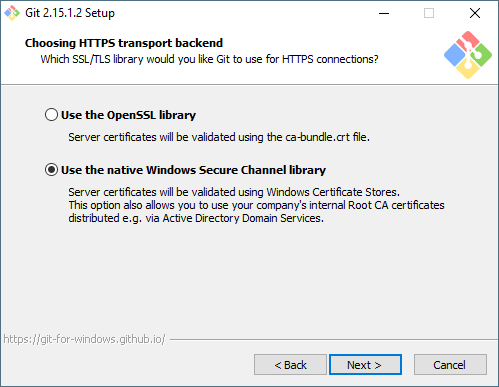 Git 2.15.1.2 Setup
Choosing HTTPS transport backend
Which SSL/TLS library would you like Git to use for HTTPS connections?
Use the OpenSSL library
Server certificates will be validated using the ca-bundle.crt file.
Use the native Windows Secure Channel library
Server certificates will be validated using Windows Certificate Stores.
This option also allows you to use your company's internal Root CA certificates
distributed e.g. via Active Directory Domain Services.
https://git-for-windows.github.io/
< Back
Next >
Cancel